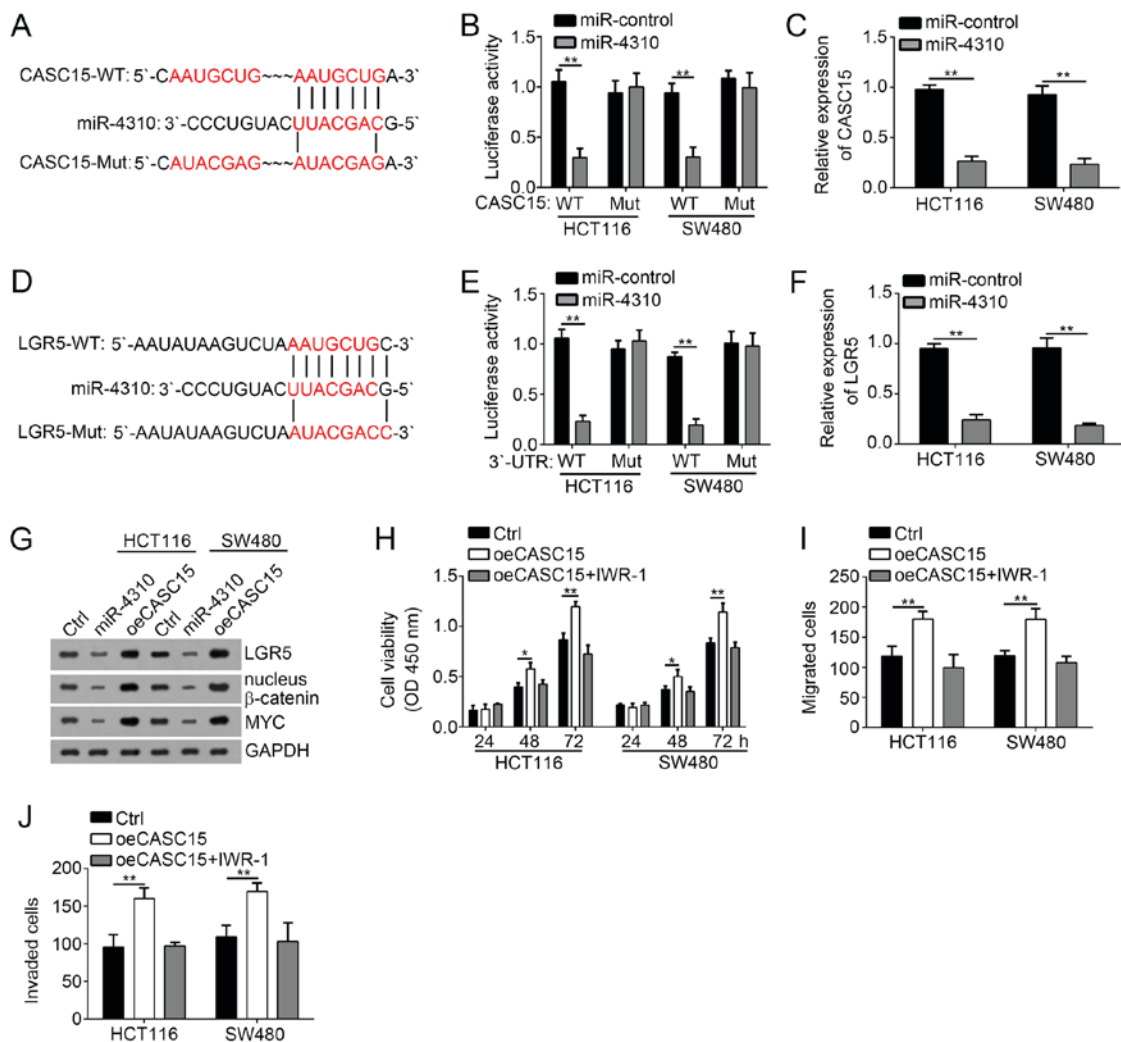 A
CASC15-WT: 5`-CAAUGCUG~~~AAUGCUGA-3`
miR-4310: 3`-CCCUGUACUUACGACG-5`
CASC15-Mut: 5`-CAUACGAG~~~AUACGAGA-3`
B
miR-control
miR-4310
Luciferase activity
1.5
1.0
0.5
0.0
** **
CASC15: WT Mut WT Mut
HCT116 SW480
C
miR-control
miR-4310
Relative expression
of CASC15
1.5
1.0
0.5
0.0
** **
HCT116 SW480
D
LGR5-WT: 5`-AAUAUAAGUCUAAAUGCUGC-3`
miR-4310: 3`-CCCUGUACUUACGACG-5`
LGR5-Mut: 5`-AAUAUAAGUCUAAUACGACC-3`
E
miR-control
miR-4310
Luciferase activity
1.5
1.0
0.5
0.0
** **
3`-UTR: WT Mut WT Mut
HCT116 SW480
F
miR-control
miR-4310
Relative expression
of LGR5
1.5
1.0
0.5
0.0
** **
HCT116 SW480
G
HCT116 SW480
Ctrl miR-4310 oeCASC15 Ctrl miR-4310 oeCASC15
LGR5
nucleus
β-catenin
MYC
GAPDH
H
Ctrl
oeCASC15
oeCASC15+IWR-1
Cell viability
(OD 450 nm)
1.5
1.0
0.5
0.0
* ** * **
24 48 72 24 48 72 h
HCT116 SW480
I
Ctrl
oeCASC15
oeCASC15+IWR-1
Migrated cells
250
200
150
100
50
0
** **
HCT116 SW480
J
Ctrl
oeCASC15
oeCASC15+IWR-1
Invaded cells
200
150
100
50
0
** **
HCT116 SW480